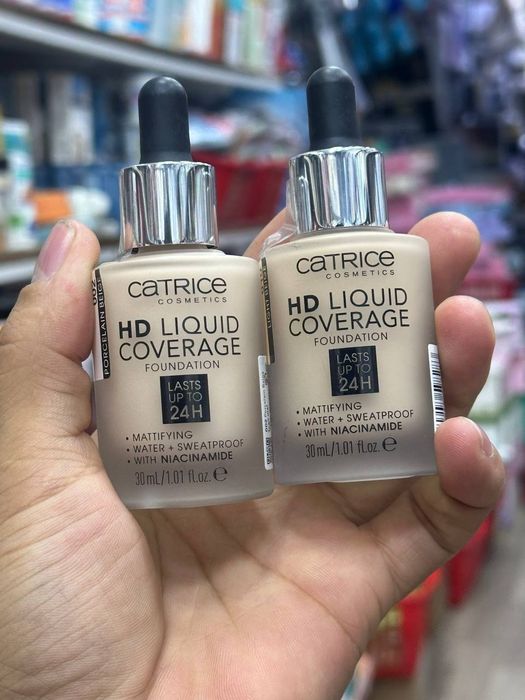 002
PORCELAIN BEIGE
CATRICE
COSMETICS
HD LIQUID
COVERAGE
FOUNDATION
LASTS
UP TO
24H
• MATTIFYING
• WATER + SWEATPROOF
• WITH NIACINAMIDE
30 mL/1.01 fl.oz. ℮
CATRICE
COSMETICS
HD LIQUID
COVERAGE
FOUNDATION
LASTS
UP TO
24H
• MATTIFYING
• WATER + SWEATPROOF
• WITH NIACINAMIDE
30 mL/1.01 fl.oz. ℮